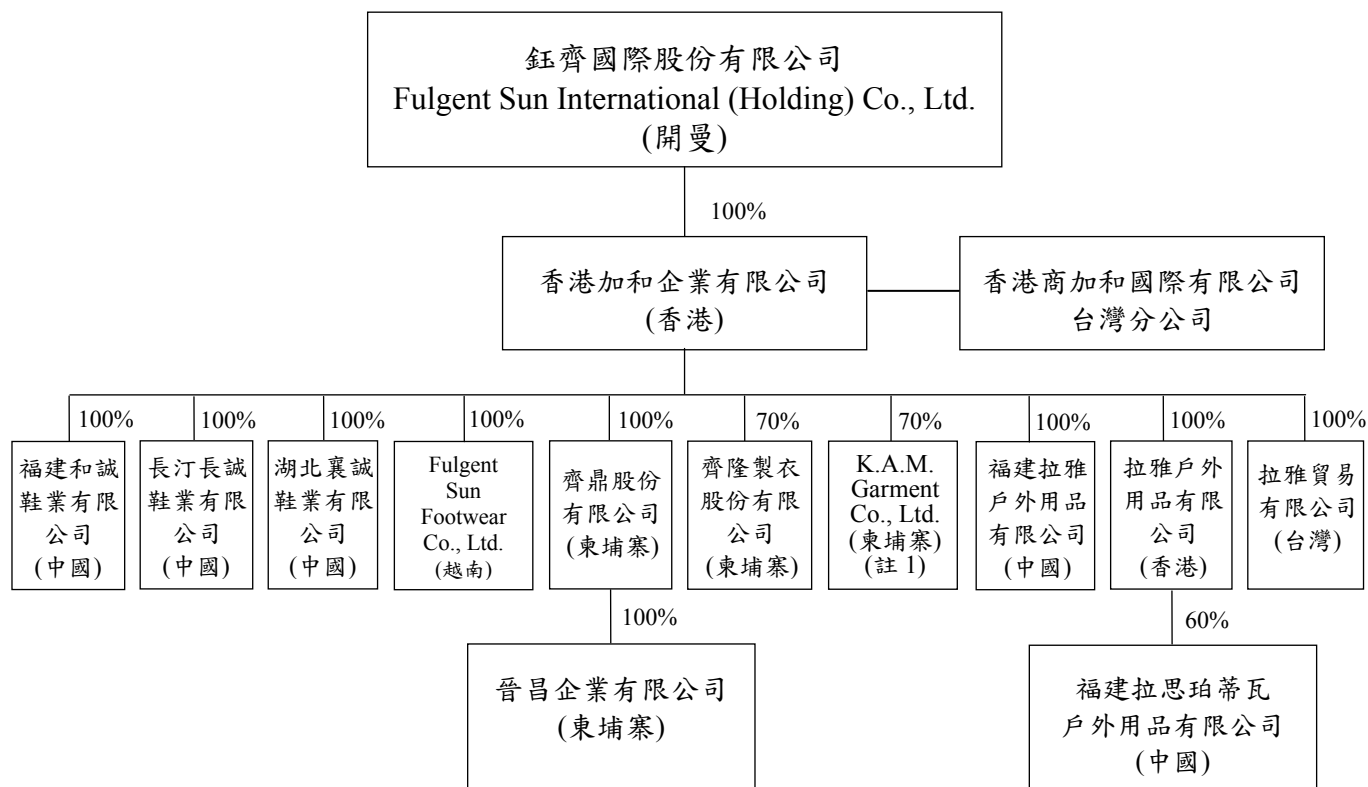 鈺齊國際股份有限公司
Fulgent Sun International (Holding) Co., Ltd.
(開曼)
100%
香港加和企業有限公司
(香港)
香港商加和國際有限公司
台灣分公司
100%
福建和誠
鞋業有限
公司
(中國)
100%
長汀長誠
鞋業有限
公司
(中國)
100%
湖北襄誠
鞋業有限
公司
(中國)
100%
Fulgent
Sun
Footwear
Co., Ltd.
(越南)
100%
齊鼎股份
有限公司
(柬埔寨)
70%
齊隆製衣
股份有限
公司
(柬埔寨)
70%
K.A.M.
Garment
Co., Ltd.
(柬埔寨)
(註 1)
100%
福建拉雅
戶外用品
有限公司
(中國)
100%
拉雅戶外
用品有限
公司
(香港)
100%
拉雅貿易
有限公司
(台灣)
100%
晉昌企業有限公司
(柬埔寨)
60%
福建拉思珀蒂瓦
戶外用品有限公司
(中國)